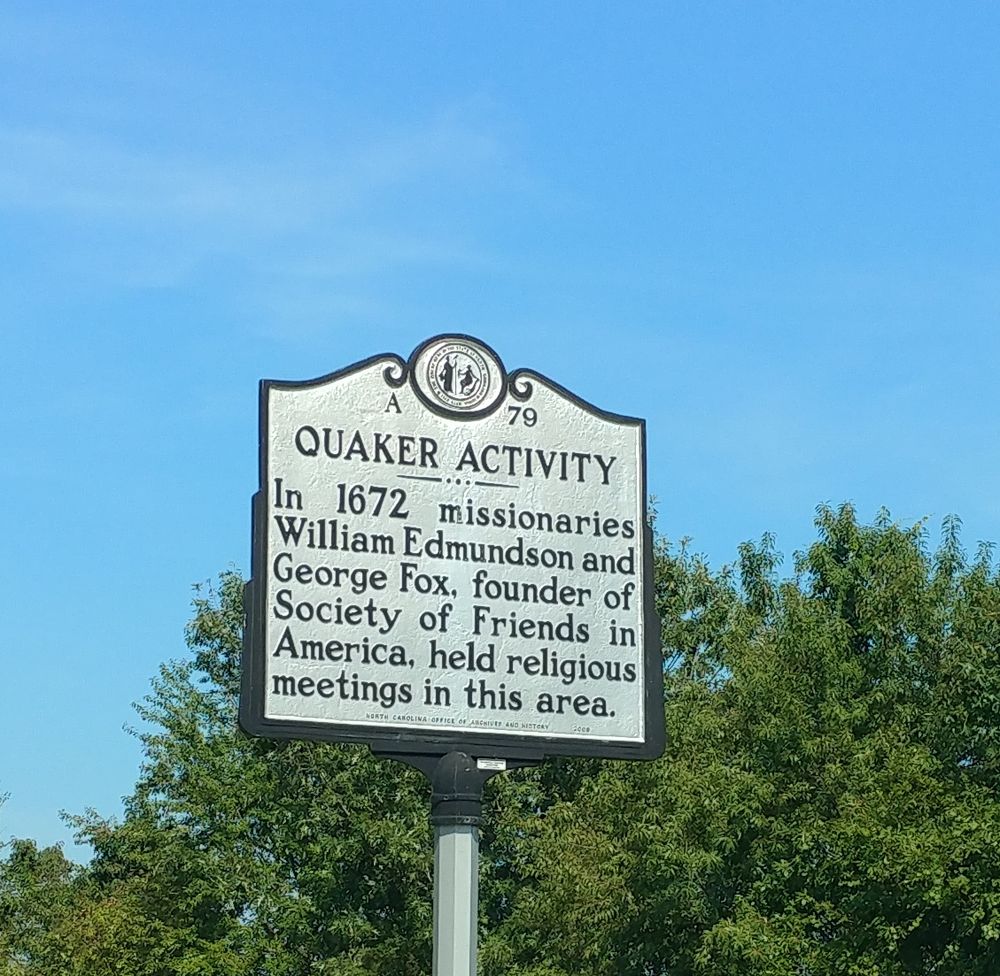 A 79
QUAKER ACTIVITY
In 1672 missionaries
William Edmundson and
George Fox, founder of
Society of Friends in
America, held religious
meetings in this area.
NORTH CAROLINA OFFICE OF ARCHIVES AND HISTORY 2008